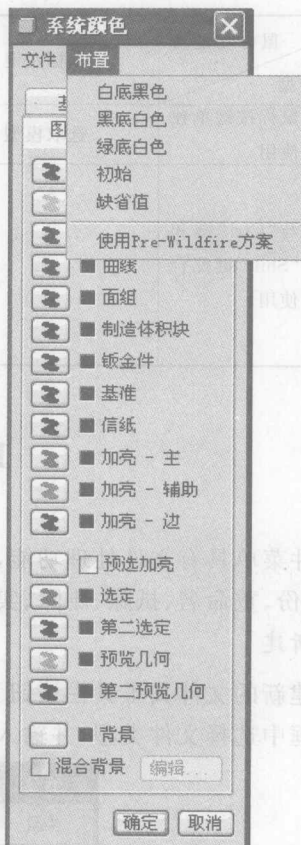 系统颜色
文件 布置
白底黑色
黑底白色
绿底白色
初始
缺省值
使用Pre-Wildfire方案
图
曲线
面组
制造体积块
钣金件
基准
信纸
加亮 - 主
加亮 - 辅助
加亮 - 边
预选加亮
选定
第二选定
预览几何
第二预览几何
背景
混合背景 编辑...
确定 取消